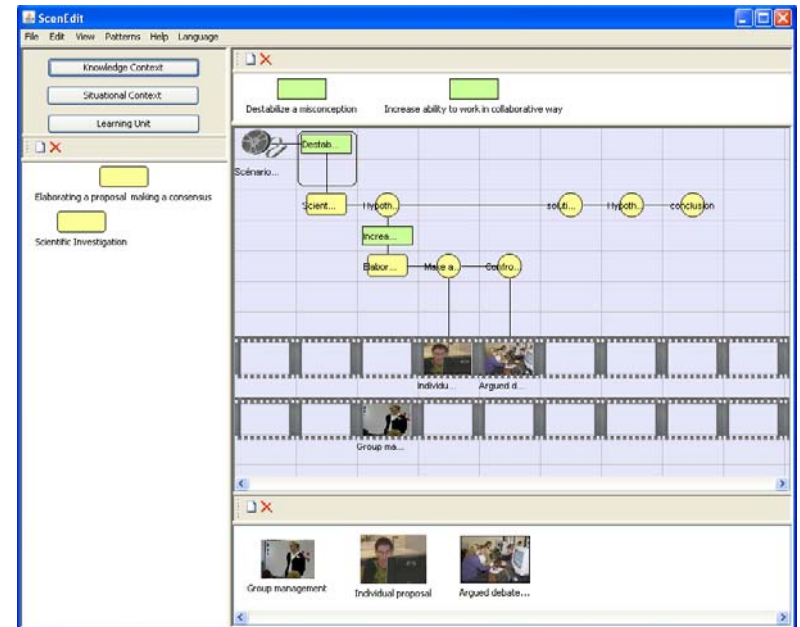 ScenEdit
File Edit View Patterns Help Language
Knowledge Context
Situational Context
Learning Unit
Elaborating a proposal making a consensus
Scientific Investigation
Destabilize a misconception Increase ability to work in collaborative way
Destab...
Scénario...
Scient... Hypoth... soluti... Hypoth... conclusion
Increa...
Elabor... Make a... Confro...
Individu... Argued d...
Group ma...
Group management Individual proposal Argued debate...